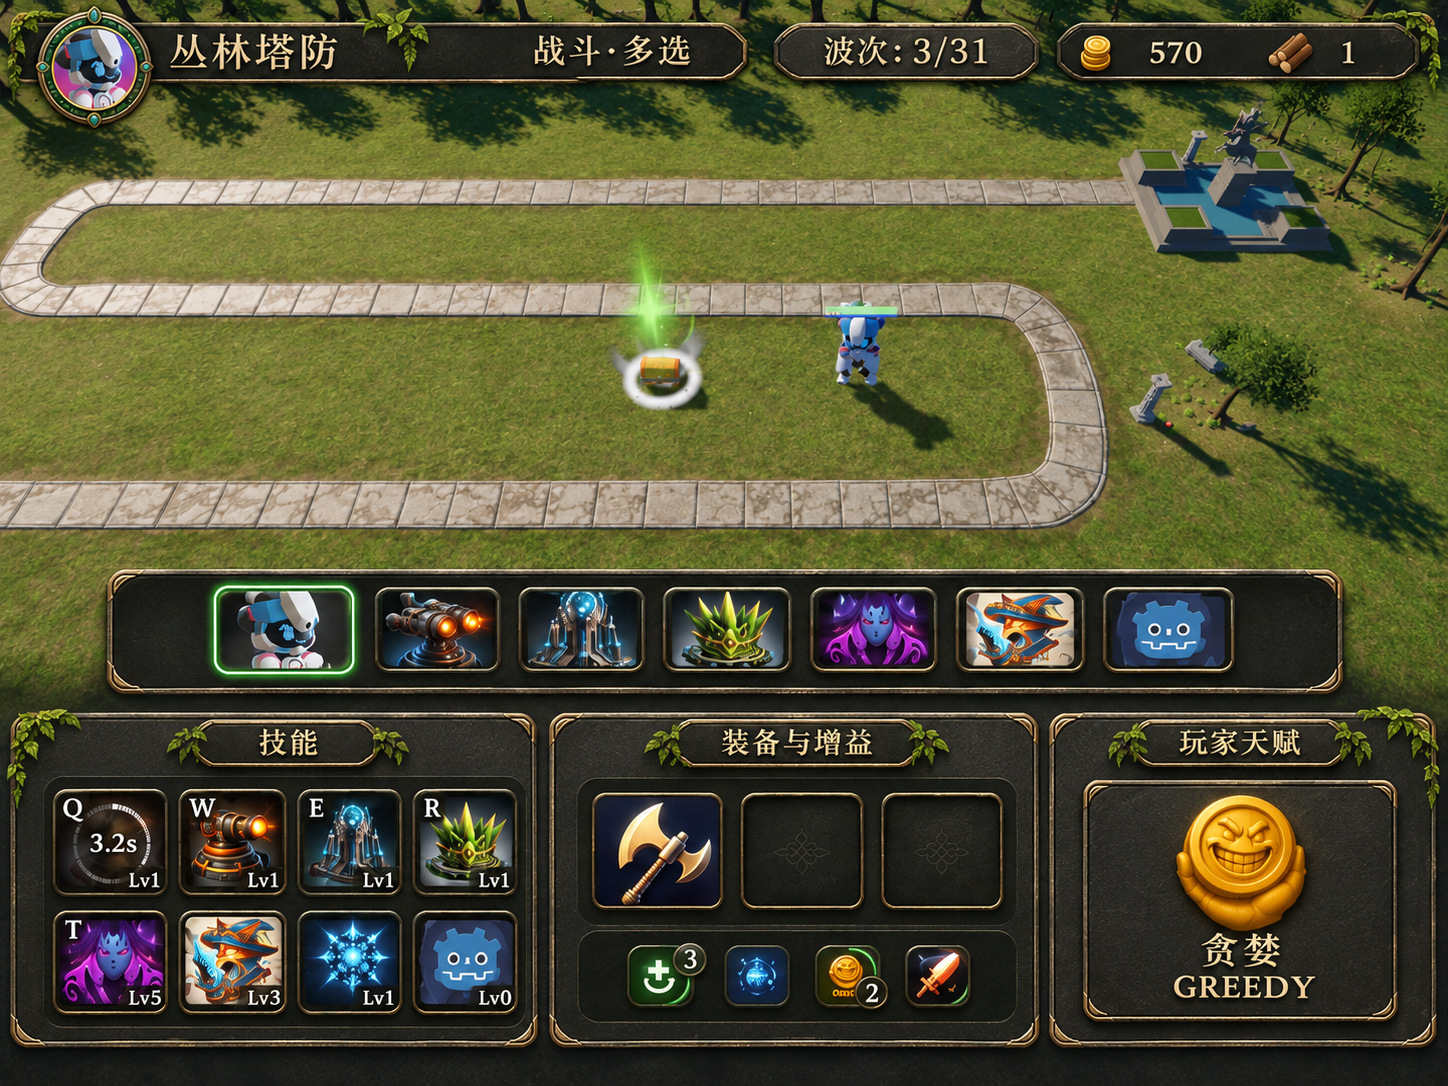 丛林塔防
战斗·多选
波次: 3/31
570
1
技能
Q
3.2s
Lv1
W
Lv1
E
Lv1
R
Lv1
T
Lv5
Lv3
Lv1
Lv0
装备与增益
3
2
玩家天赋
贪婪
GREEDY